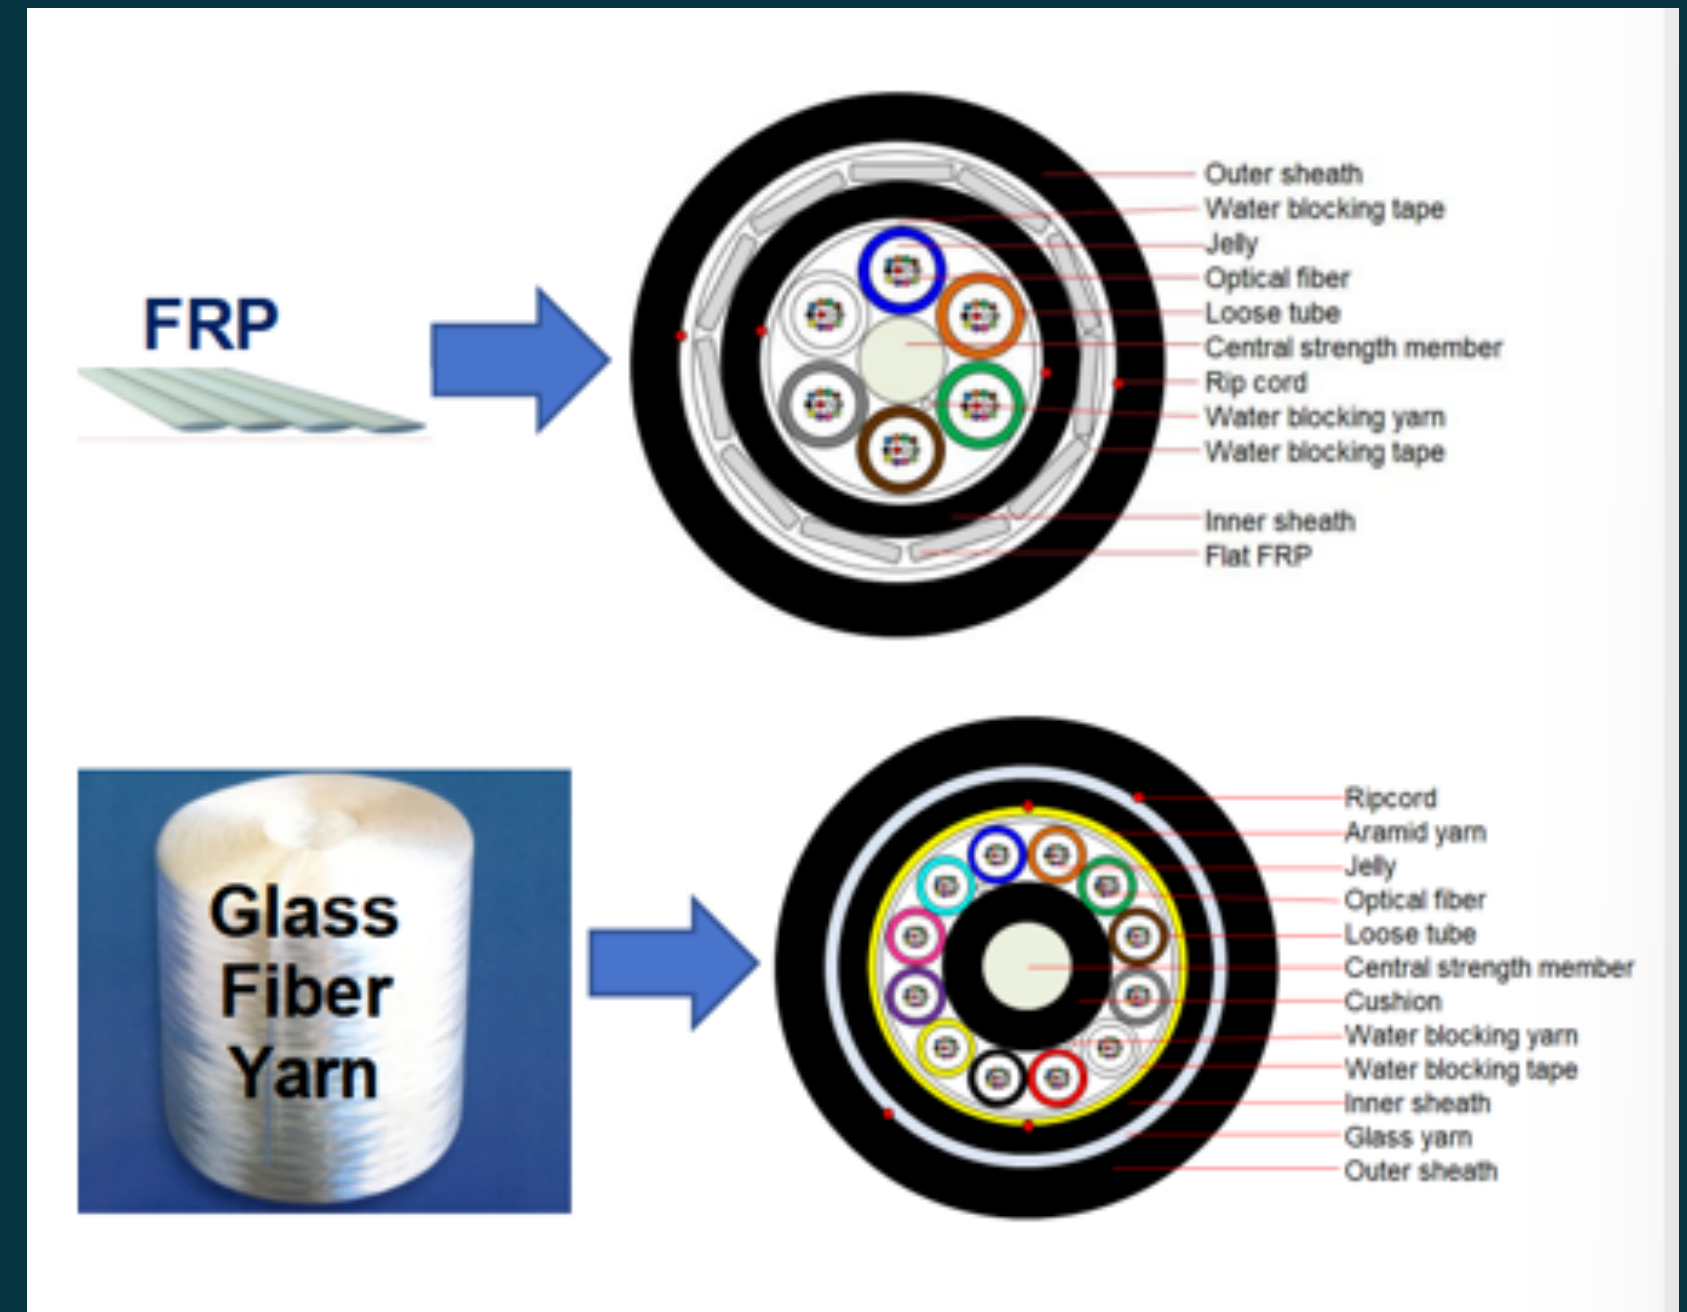 FRP
Outer sheath
Water blocking tape
Jelly
Optical fiber
Loose tube
Central strength member
Rip cord
Water blocking yarn
Water blocking tape
Inner sheath
Flat FRP
Glass
Fiber
Yarn
Ripcord
Aramid yarn
Jelly
Optical fiber
Loose tube
Central strength member
Cushion
Water blocking yarn
Water blocking tape
Inner sheath
Glass yarn
Outer sheath